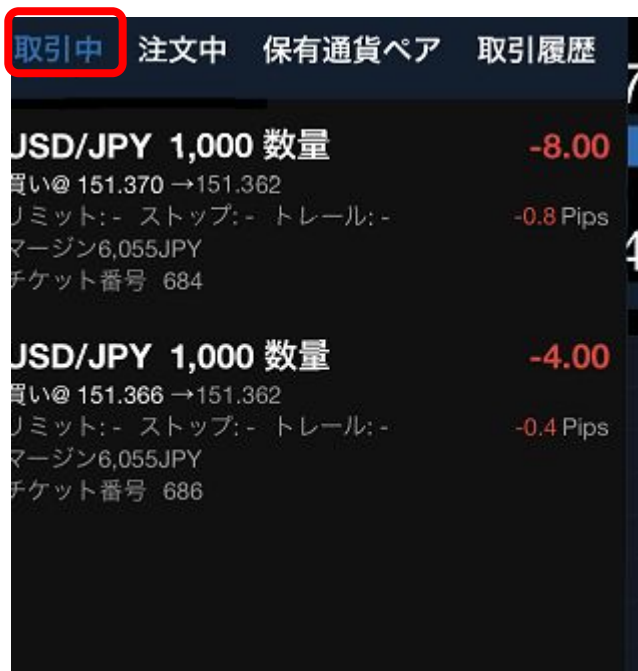 取引中 注文中 保有通貨ペア 取引履歴
USD/JPY 1,000 数量 -8.00
買い@ 151.370 →151.362
リミット: - ストップ: - トレール: - -0.8 Pips
マージン6,055JPY
チケット番号 684
USD/JPY 1,000 数量 -4.00
買い@ 151.366 →151.362
リミット: - ストップ: - トレール: - -0.4 Pips
マージン6,055JPY
チケット番号 686